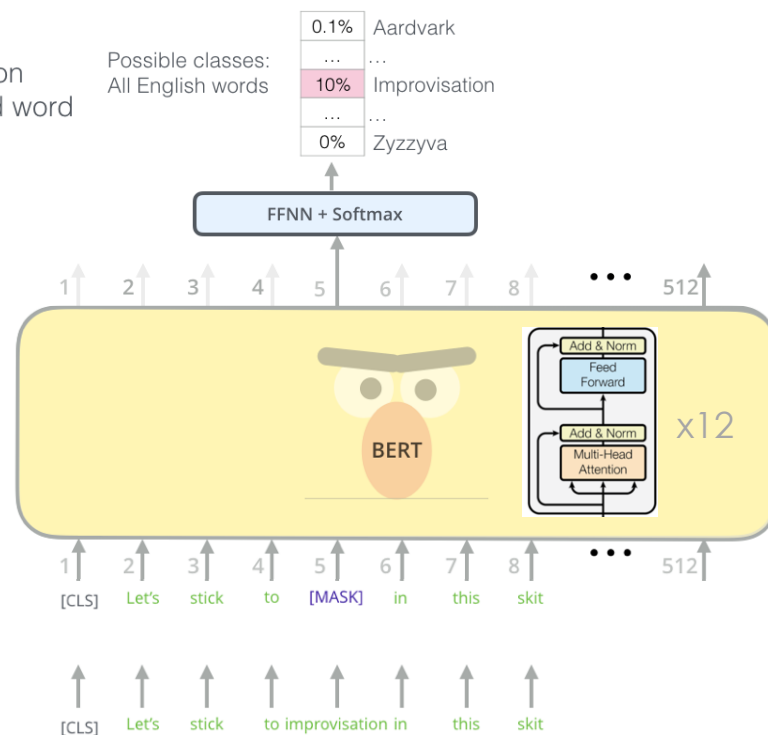 0.1% Aardvark
Possible classes: ... ...
All English words 10% Improvisation
word
... ...
0% Zyzzyva
FFNN + Softmax
1 2 3 4 5 6 7 8 ••• 512
Add & Norm
Feed
Forward
BERT
Add & Norm
Multi-Head
Attention
x12
1 2 3 4 5 6 7 8 ••• 512
[CLS] Let's stick to [MASK] in this skit
[CLS] Let's stick to improvisation in this skit